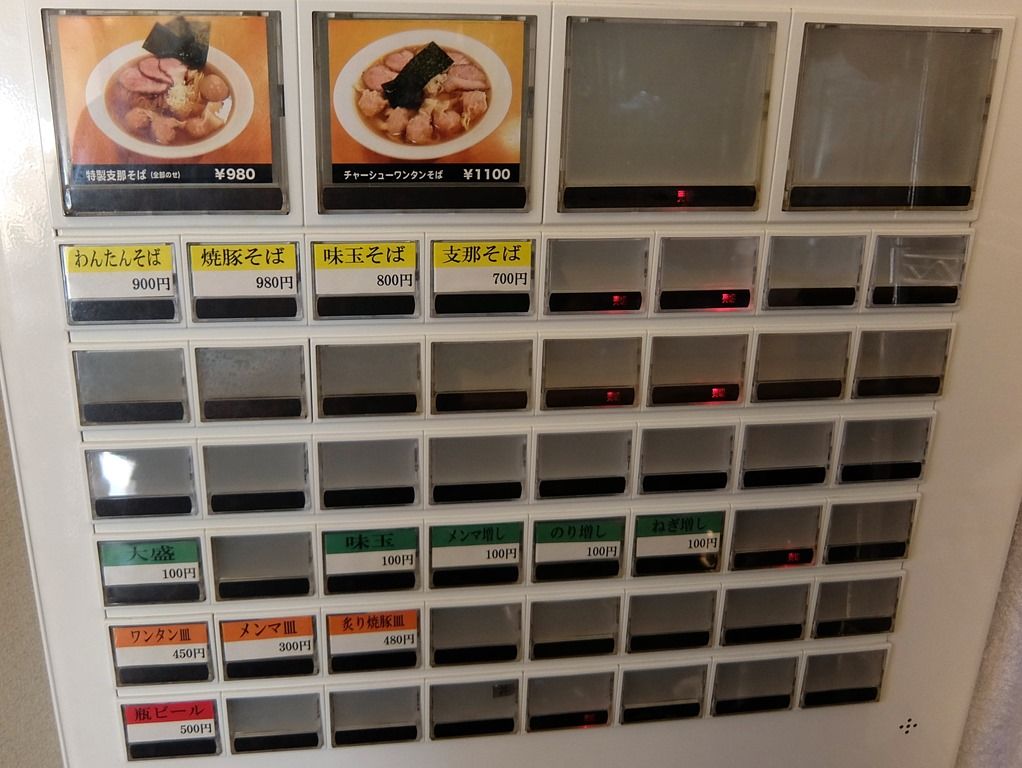 特製支那そば (全部のせ) ¥980
チャーシューワンタンそば ¥1100
わんたんそば
900円
焼豚そば
980円
味玉そば
800円
支那そば
700円
大盛
100円
味玉
100円
メンマ増し
100円
のり増し
100円
ねぎ増し
100円
ワンタン皿
450円
メンマ皿
300円
炙り焼豚皿
480円
瓶ビール
500円